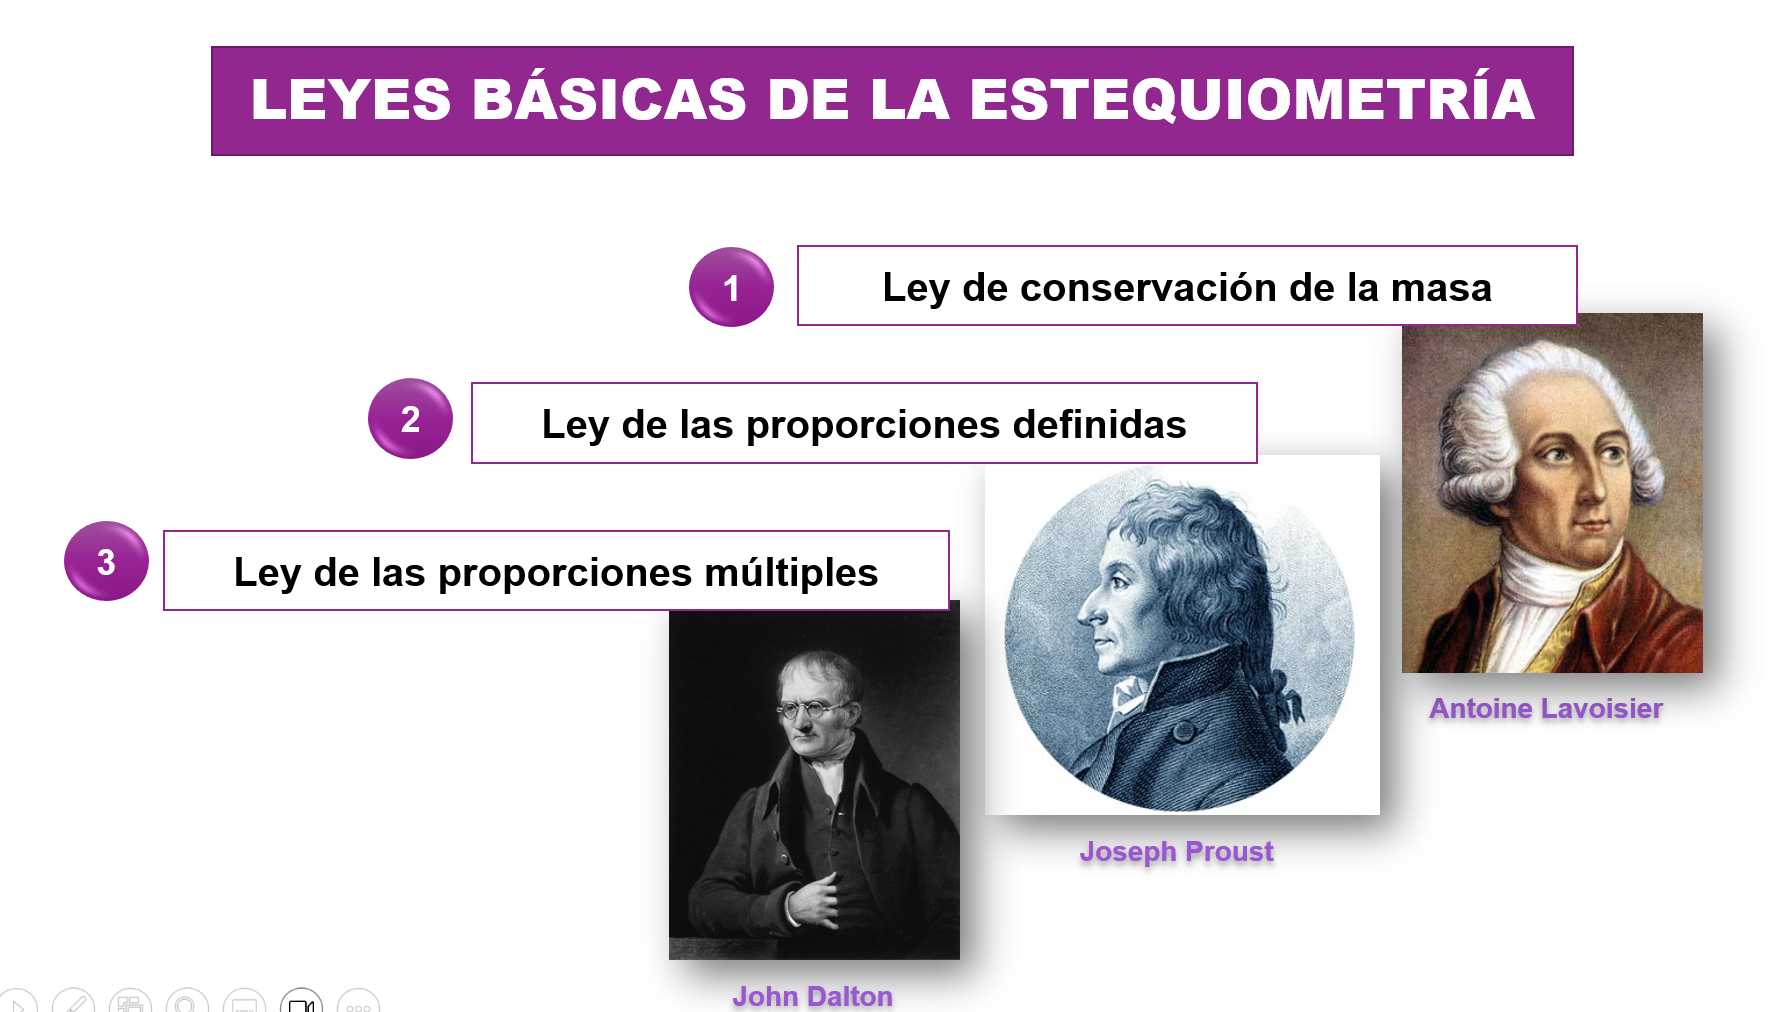 LEYES BÁSICAS DE LA ESTEQUIOMETRÍA
1
Ley de conservación de la masa
2
Ley de las proporciones definidas
3
Ley de las proporciones múltiples
Antoine Lavoisier
Joseph Proust
John Dalton